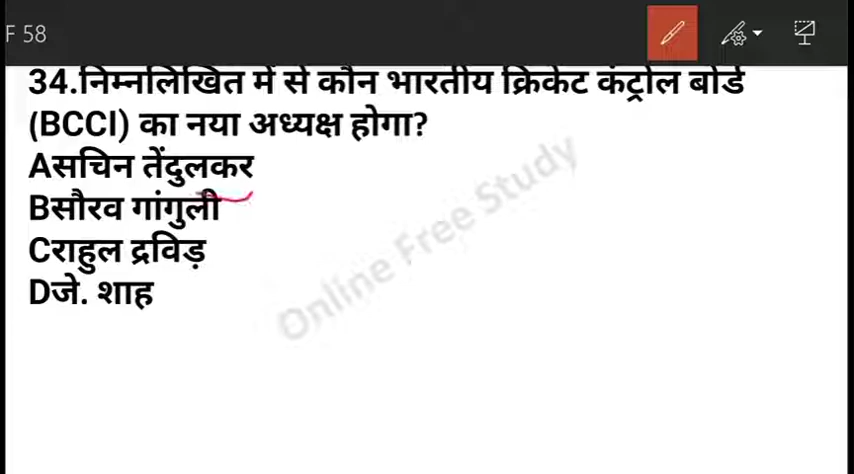 F 58
34.निम्नलिखित में से कौन भारतीय क्रिकेट कंट्रोल बोर्ड
(BCCI) का नया अध्यक्ष होगा?
Aसचिन तेंदुलकर
Bसौरव गांगुली
Cराहुल द्रविड़
Dजे. शाह
Online Free Study